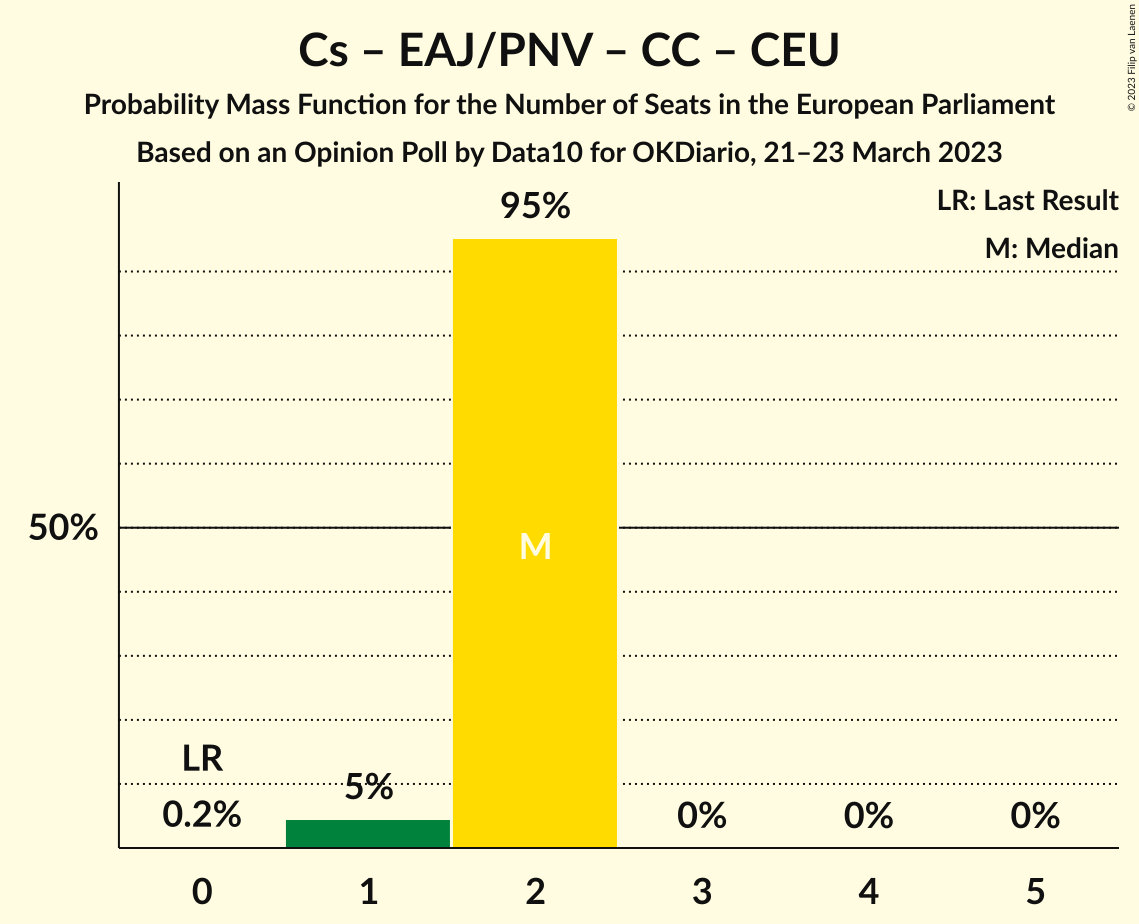 Cs – EAJ/PNV – CC – CEU
Probability Mass Function for the Number of Seats in the European Parliament
Based on an Opinion Poll by Data10 for OKDiario, 21–23 March 2023
© 2023 Filip van Laenen
LR: Last Result
M: Median
95%
50%
M
LR
0.2%
5%
0%
0%
0%
0
1
2
3
4
5